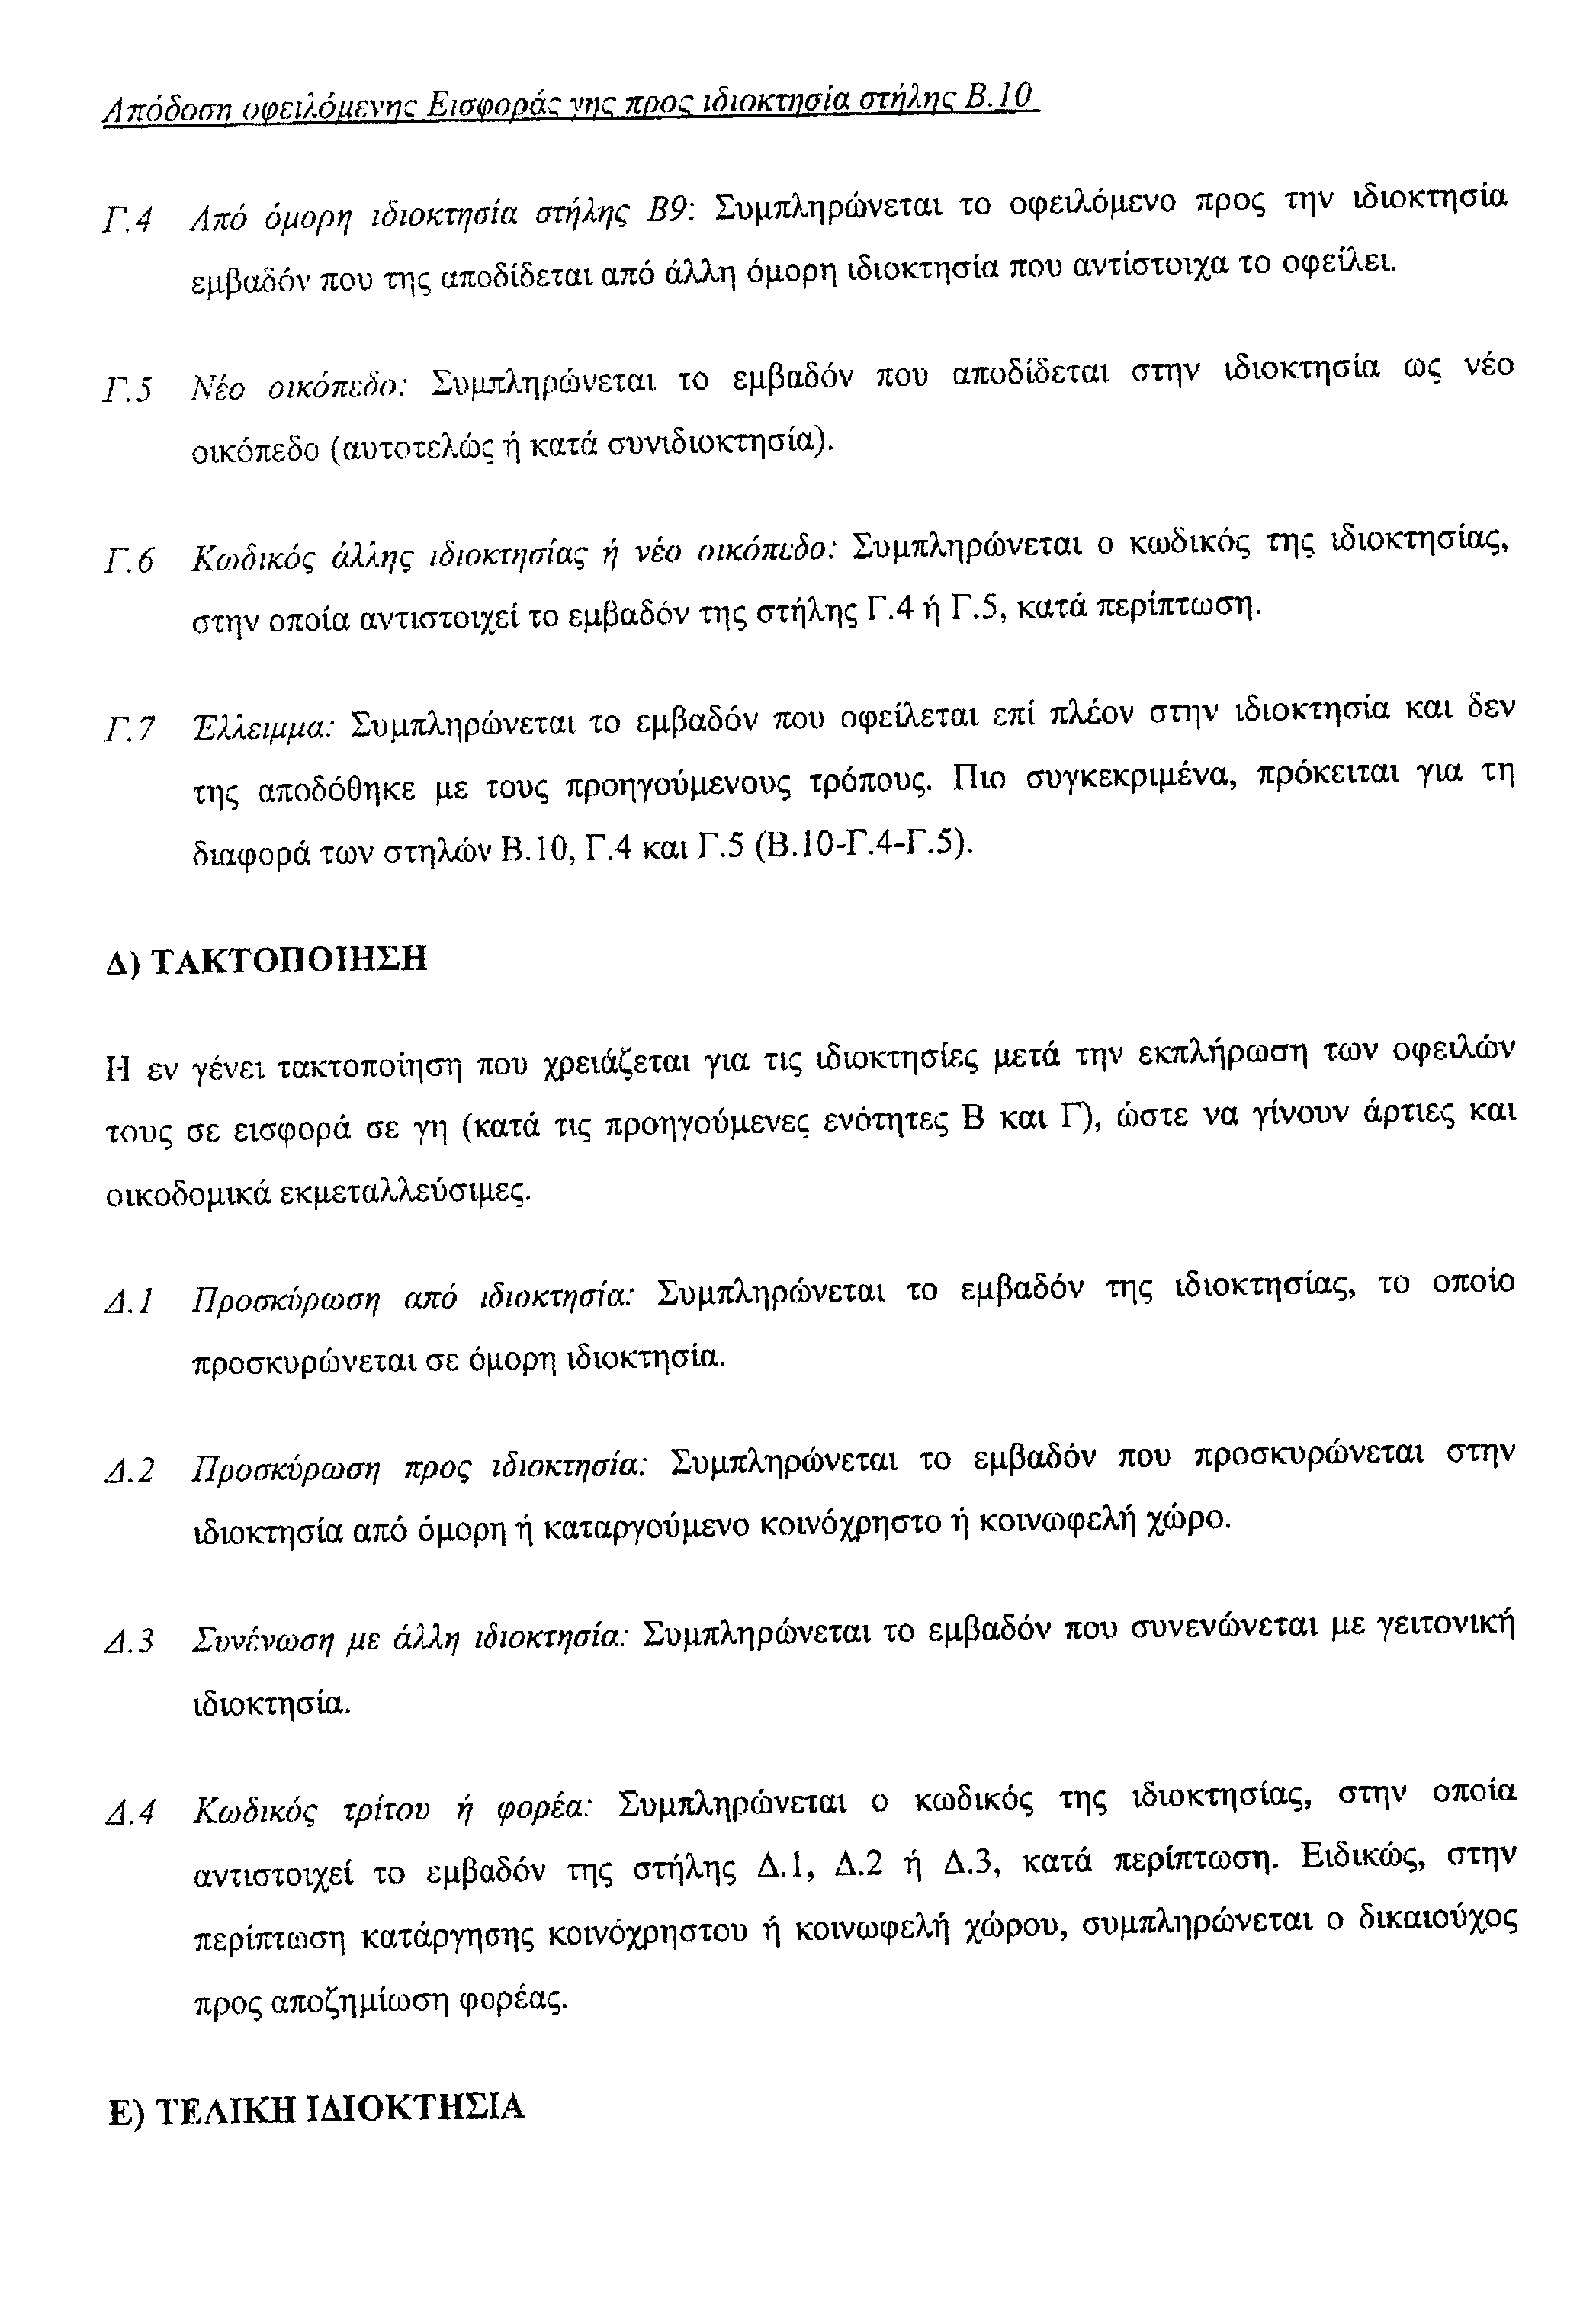 Απόδοση οφειλόμενης Εισφοράς γης προς ιδιοκτησία στήλης Β.10
Γ.4 Από όμορη ιδιοκτησία στήλης Β9: Συμπληρώνεται το οφειλόμενο προς την ιδιοκτησία
εμβαδόν που της αποδίδεται από άλλη όμορη ιδιοκτησία που αντίστοιχα το οφείλει.
Γ.5 Νέο οικόπεδο: Συμπληρώνεται το εμβαδόν που αποδίδεται στην ιδιοκτησία ως νέο
οικόπεδο (αυτοτελώς ή κατά συνιδιοκτησία).
Γ.6 Κωδικός άλλης ιδιοκτησίας ή νέο οικόπεδο: Συμπληρώνεται ο κωδικός της ιδιοκτησίας,
στην οποία αντιστοιχεί το εμβαδόν της στήλης Γ.4 ή Γ.5, κατά περίπτωση.
Γ.7 Έλλειμμα: Συμπληρώνεται το εμβαδόν που οφείλεται επί πλέον στην ιδιοκτησία και δεν
της αποδόθηκε με τους προηγούμενους τρόπους. Πιο συγκεκριμένα, πρόκειται για τη
διαφορά των στηλών Β.10, Γ.4 και Γ.5 (Β.10-Γ.4-Γ.5).
Δ) ΤΑΚΤΟΠΟΙΗΣΗ
Η εν γένει τακτοποίηση που χρειάζεται για τις ιδιοκτησίες μετά την εκπλήρωση των οφειλών
τους σε εισφορά σε γη (κατά τις προηγούμενες ενότητες Β και Γ), ώστε να γίνουν άρτιες και
οικοδομικά εκμεταλλεύσιμες.
Δ.1 Προσκύρωση από ιδιοκτησία: Συμπληρώνεται το εμβαδόν της ιδιοκτησίας, το οποίο
προσκυρώνεται σε όμορη ιδιοκτησία.
Δ.2 Προσκύρωση προς ιδιοκτησία: Συμπληρώνεται το εμβαδόν που προσκυρώνεται στην
ιδιοκτησία από όμορη ή καταργούμενο κοινόχρηστο ή κοινωφελή χώρο.
Δ.3 Συνένωση με άλλη ιδιοκτησία: Συμπληρώνεται το εμβαδόν που συνενώνεται με γειτονική
ιδιοκτησία.
Δ.4 Κωδικός τρίτου ή φορέα: Συμπληρώνεται ο κωδικός της ιδιοκτησίας, στην οποία
αντιστοιχεί το εμβαδόν της στήλης Δ.1, Δ.2 ή Δ.3, κατά περίπτωση. Ειδικώς, στην
περίπτωση κατάργησης κοινόχρηστου ή κοινωφελή χώρου, συμπληρώνεται ο δικαιούχος
προς αποζημίωση φορέας.
Ε) ΤΕΛΙΚΗ ΙΔΙΟΚΤΗΣΙΑ